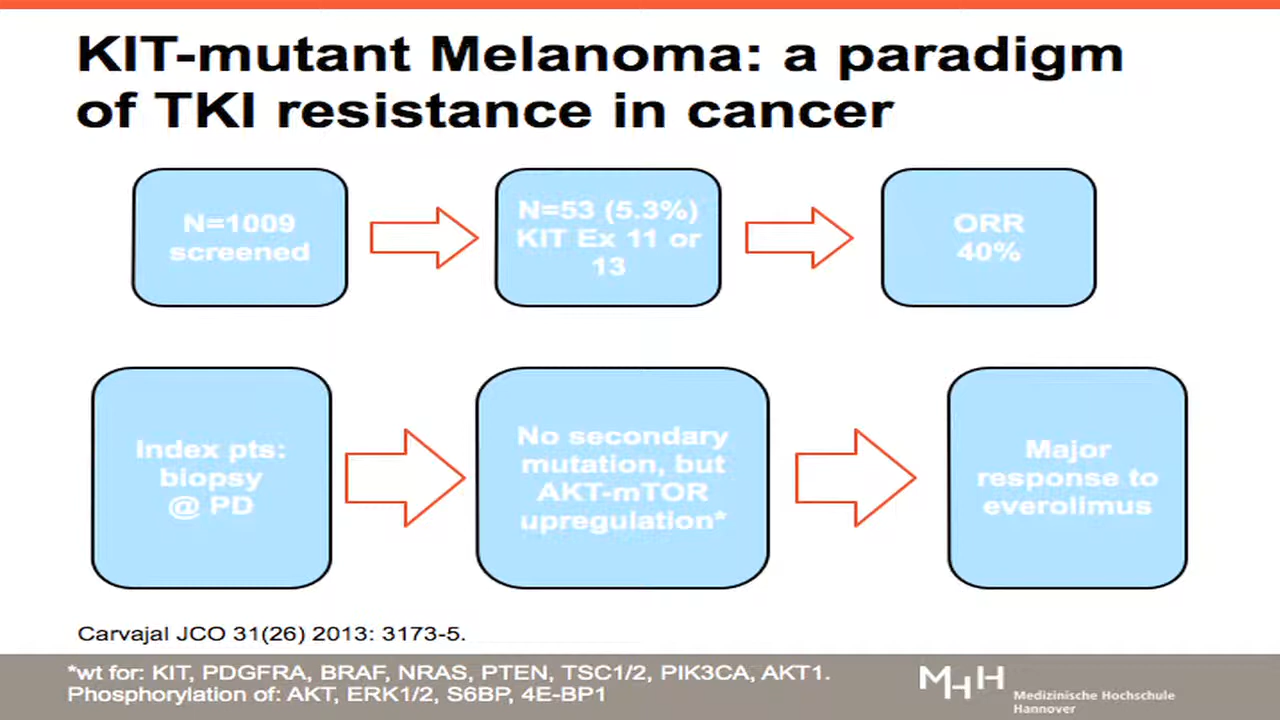 KIT-mutant Melanoma: a paradigm
of TKI resistance in cancer
N=1009
screened
N=53 (5.3%)
KIT Ex 11 or
13
ORR
40%
Index pts:
biopsy
@ PD
No secondary
mutation, but
AKT-mTOR
upregulation*
Major
response to
everolimus
Carvajal JCO 31(26) 2013: 3173-5.
*wt for: KIT, PDGFRA, BRAF, NRAS, PTEN, TSC1/2, PIK3CA, AKT1.
Phosphorylation of: AKT, ERK1/2, S6BP, 4E-BP1
MHH
Medizinische Hochschule
Hannover